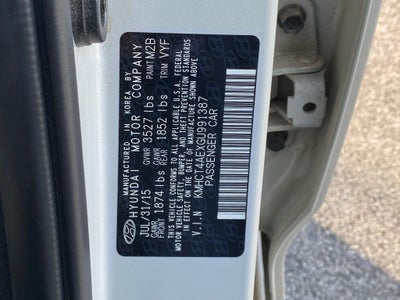 MANUFACTURED IN KOREA BY
HYUNDAI MOTOR COMPANY
JUL/31/15 GVWR 3527 lbs PAINT M2B
GAWR FRONT 1874 lbs GAWR REAR 1852 lbs TRIM VYF
THIS VEHICLE CONFORMS TO ALL APPLICABLE U.S.A. FEDERAL
MOTOR VEHICLE SAFETY, BUMPER, AND THEFT PREVENTION STANDARDS
IN EFFECT ON THE DATE OF MANUFACTURE SHOWN ABOVE.
V.I.N KMHCT4AEXGU991387
PASSENGER CAR